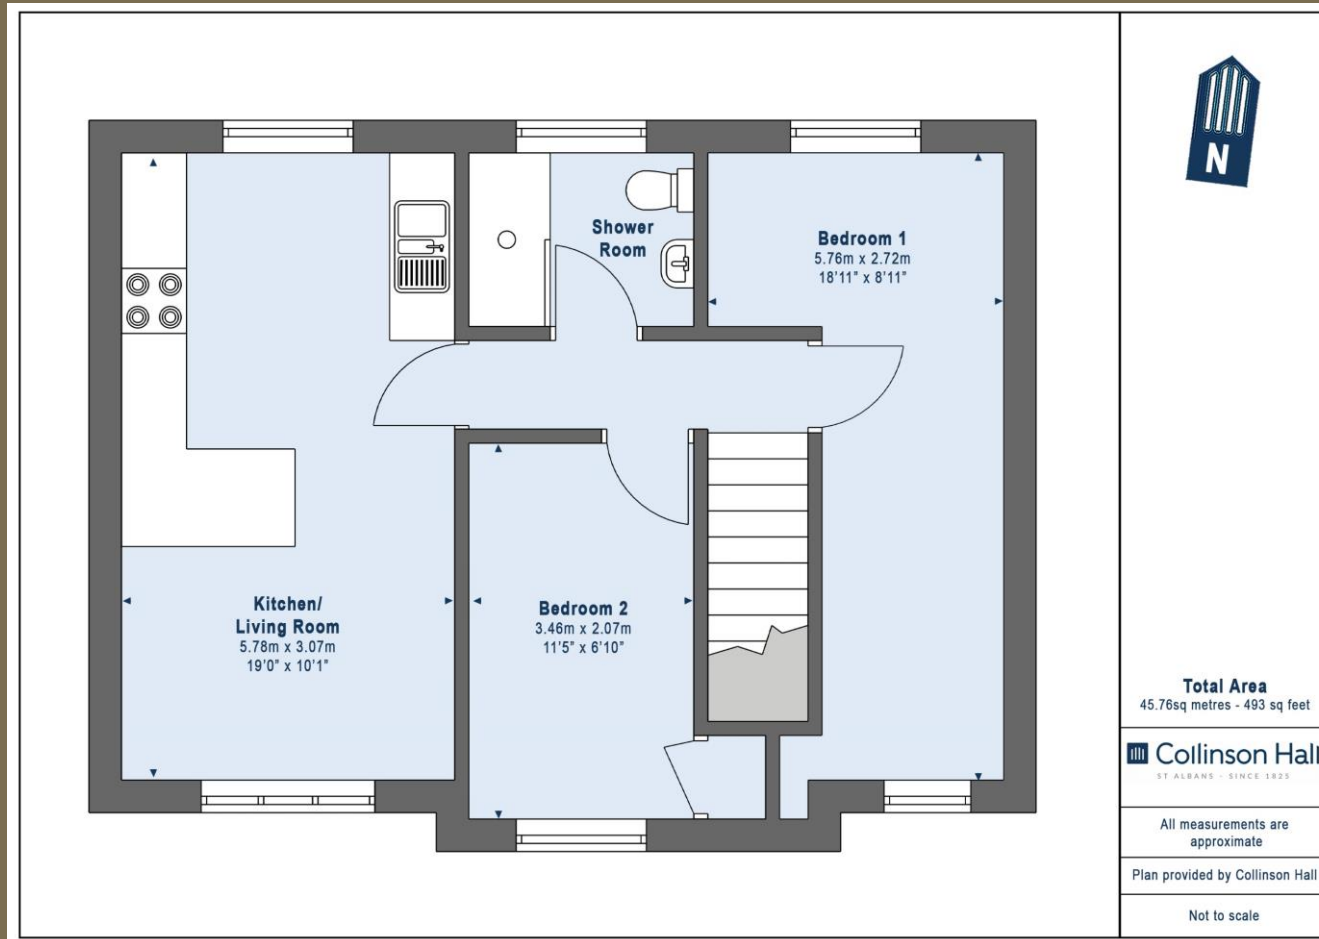 N
Shower
Room
Bedroom 1
5.76m x 2.72m
18'11" x 8'11"
Kitchen/
Living Room
5.78m x 3.07m
19'0" x 10'1"
Bedroom 2
3.46m x 2.07m
11'5" x 6'10"
Total Area
45.76sq metres - 493 sq feet
Collinson Hall
ST ALBANS - SINCE 1825
All measurements are
approximate
Plan provided by Collinson Hall
Not to scale